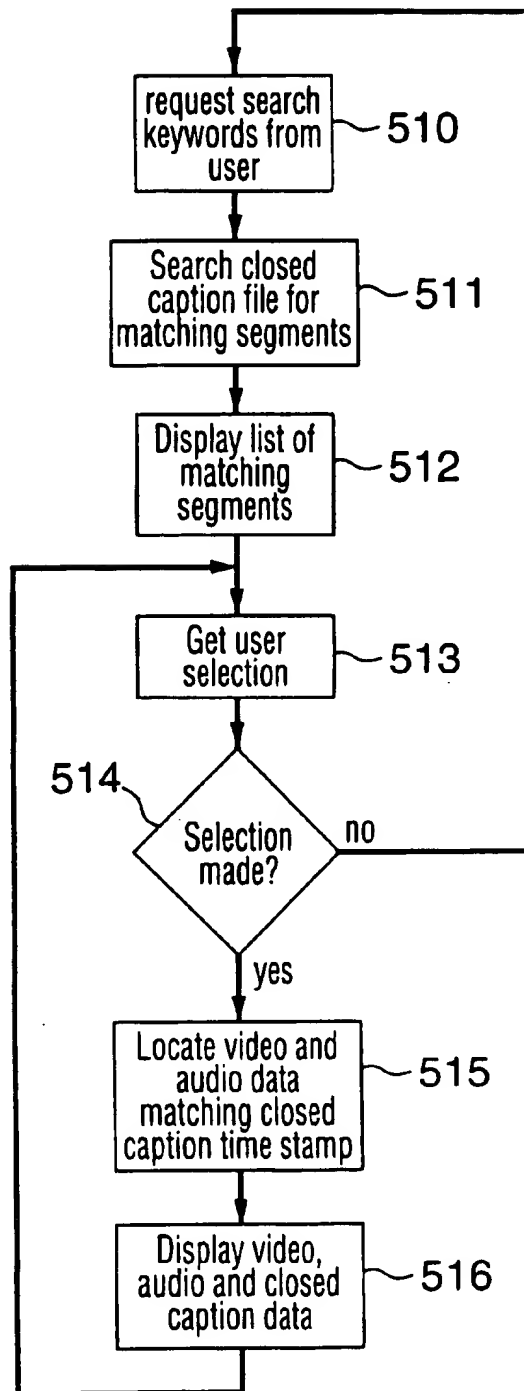 request search
keywords from
user
510
Search closed
caption file for
matching segments
511
Display list of
matching
segments
512
Get user
selection
513
514
Selection
made?
no
yes
Locate video and
audio data
matching closed
caption time stamp
515
Display video,
audio and closed
caption data
516